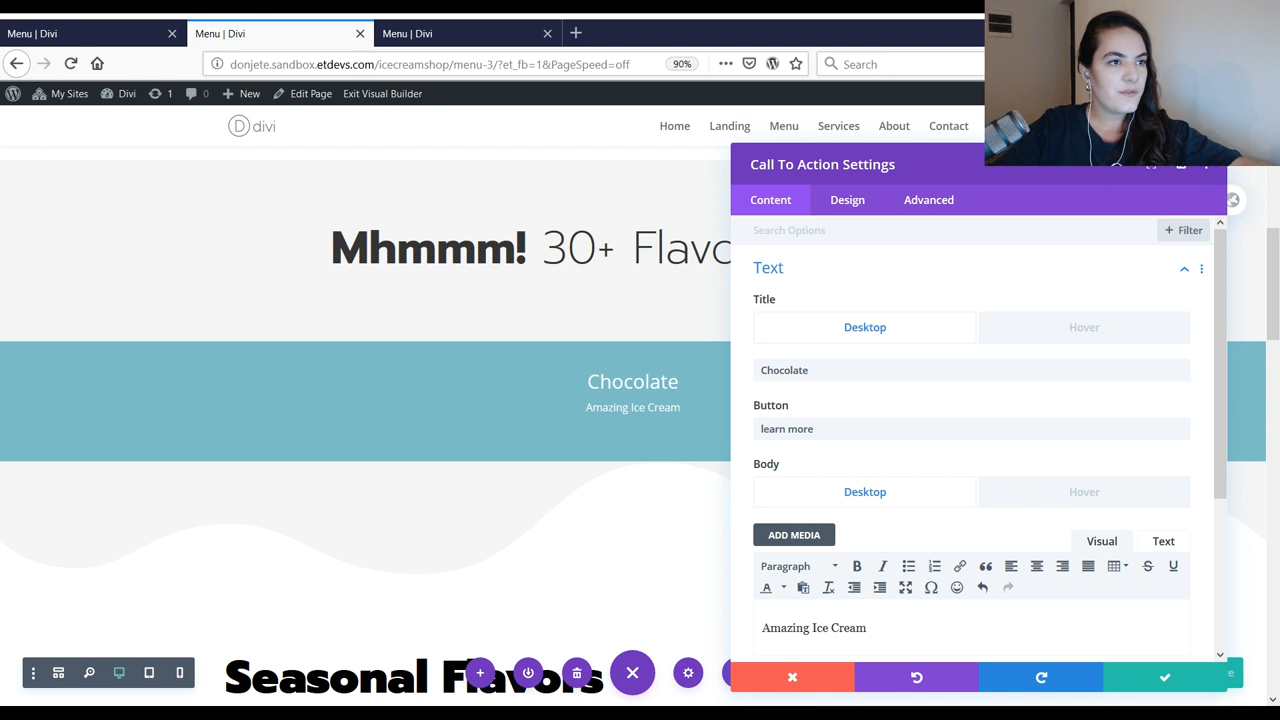 Menu | Divi
Menu | Divi
Menu | Divi
donjete.sandbox.etdevs.com/icecreamshop/menu-3/?et_fb=1&PageSpeed=off
90%
Search
My Sites
Divi
1
0
New
Edit Page
Exit Visual Builder
D divi
Home
Landing
Menu
Services
About
Contact
Call To Action Settings
Content
Design
Advanced
Search Options
+ Filter
Mhmmm! 30+ Flavo
Text
Title
Desktop
Hover
Chocolate
Chocolate
Amazing Ice Cream
Button
learn more
Body
Desktop
Hover
ADD MEDIA
Visual
Text
Paragraph
B
I
Amazing Ice Cream
Seasonal Flavors